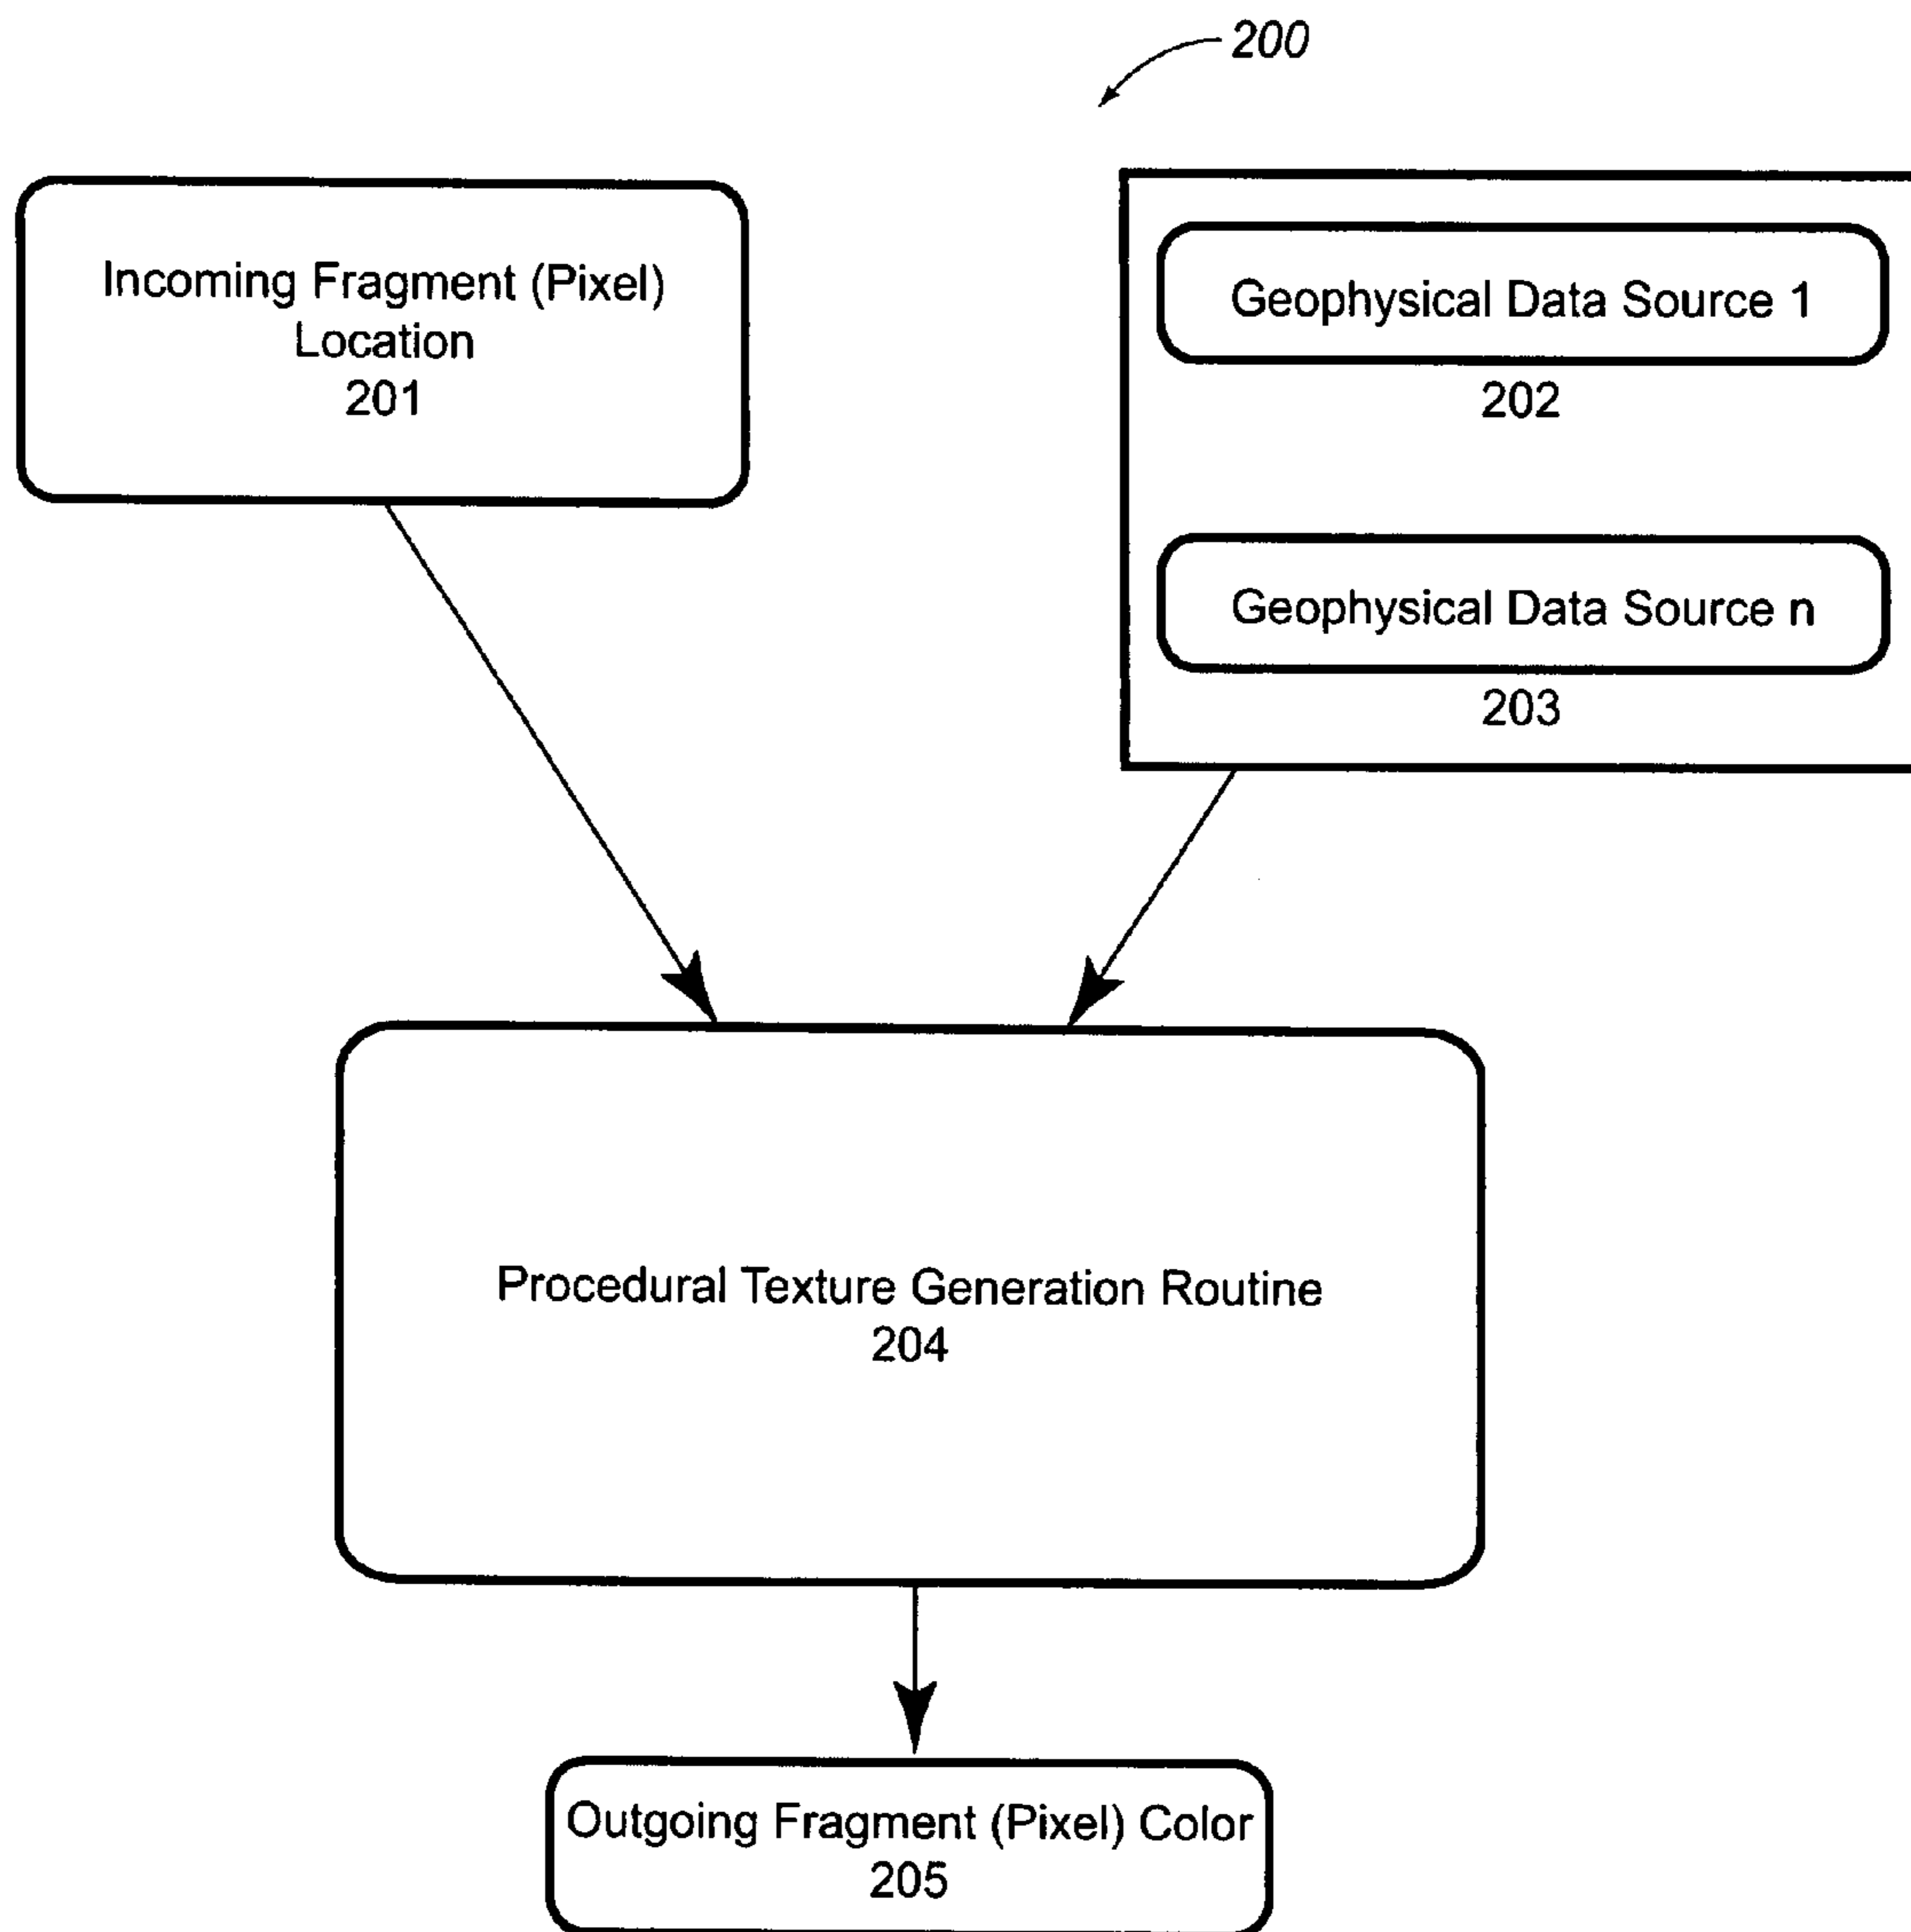 200
Incoming Fragment (Pixel)
Location
201
Geophysical Data Source 1
202
Geophysical Data Source n
203
Procedural Texture Generation Routine
204
Outgoing Fragment (Pixel) Color
205